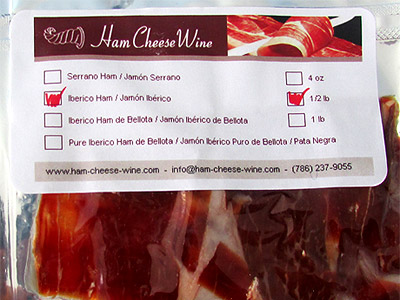 Ham Cheese Wine
Serrano Ham / Jamón Serrano 4 oz
Iberico Ham / Jamón Ibérico 1/2 lb
Iberico Ham de Bellota / Jamón Ibérico de Bellota 1 lb
Pure Iberico Ham de Bellota / Jamón Ibérico Puro de Bellota / Pata Negra
www.ham-cheese-wine.com - info@ham-cheese-wine.com - (786) 237-9055